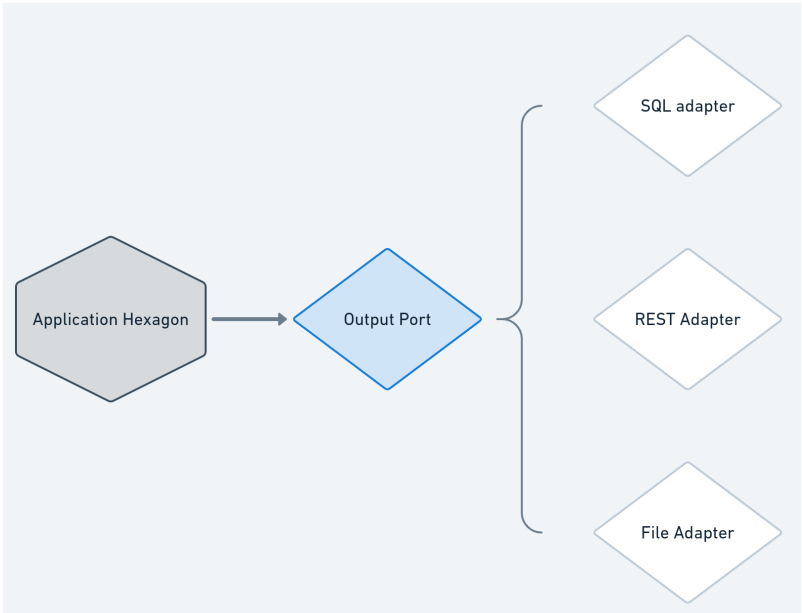 SQL adapter
Application Hexagon
Output Port
REST Adapter
File Adapter